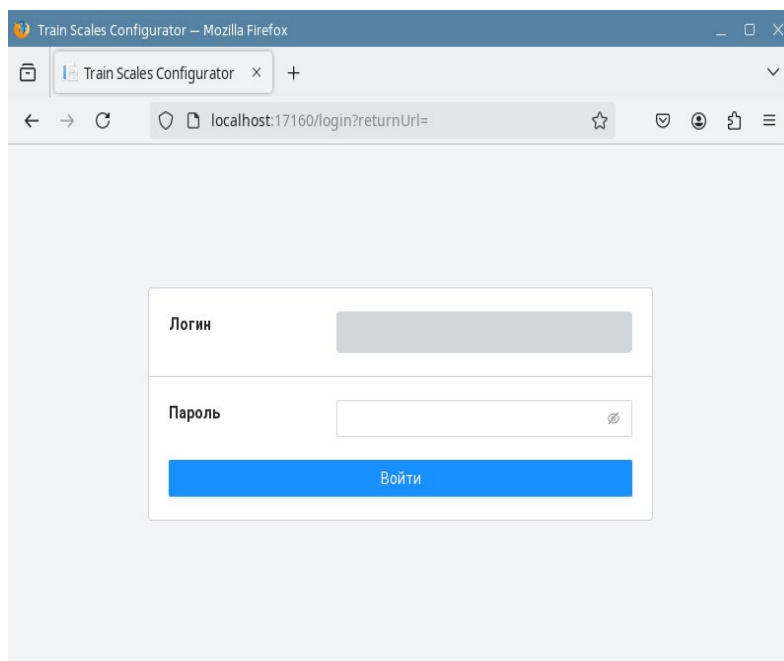 Train Scales Configurator — Mozilla Firefox
Train Scales Configurator
localhost:17160/login?returnUrl=
Логин
Пароль
Войти